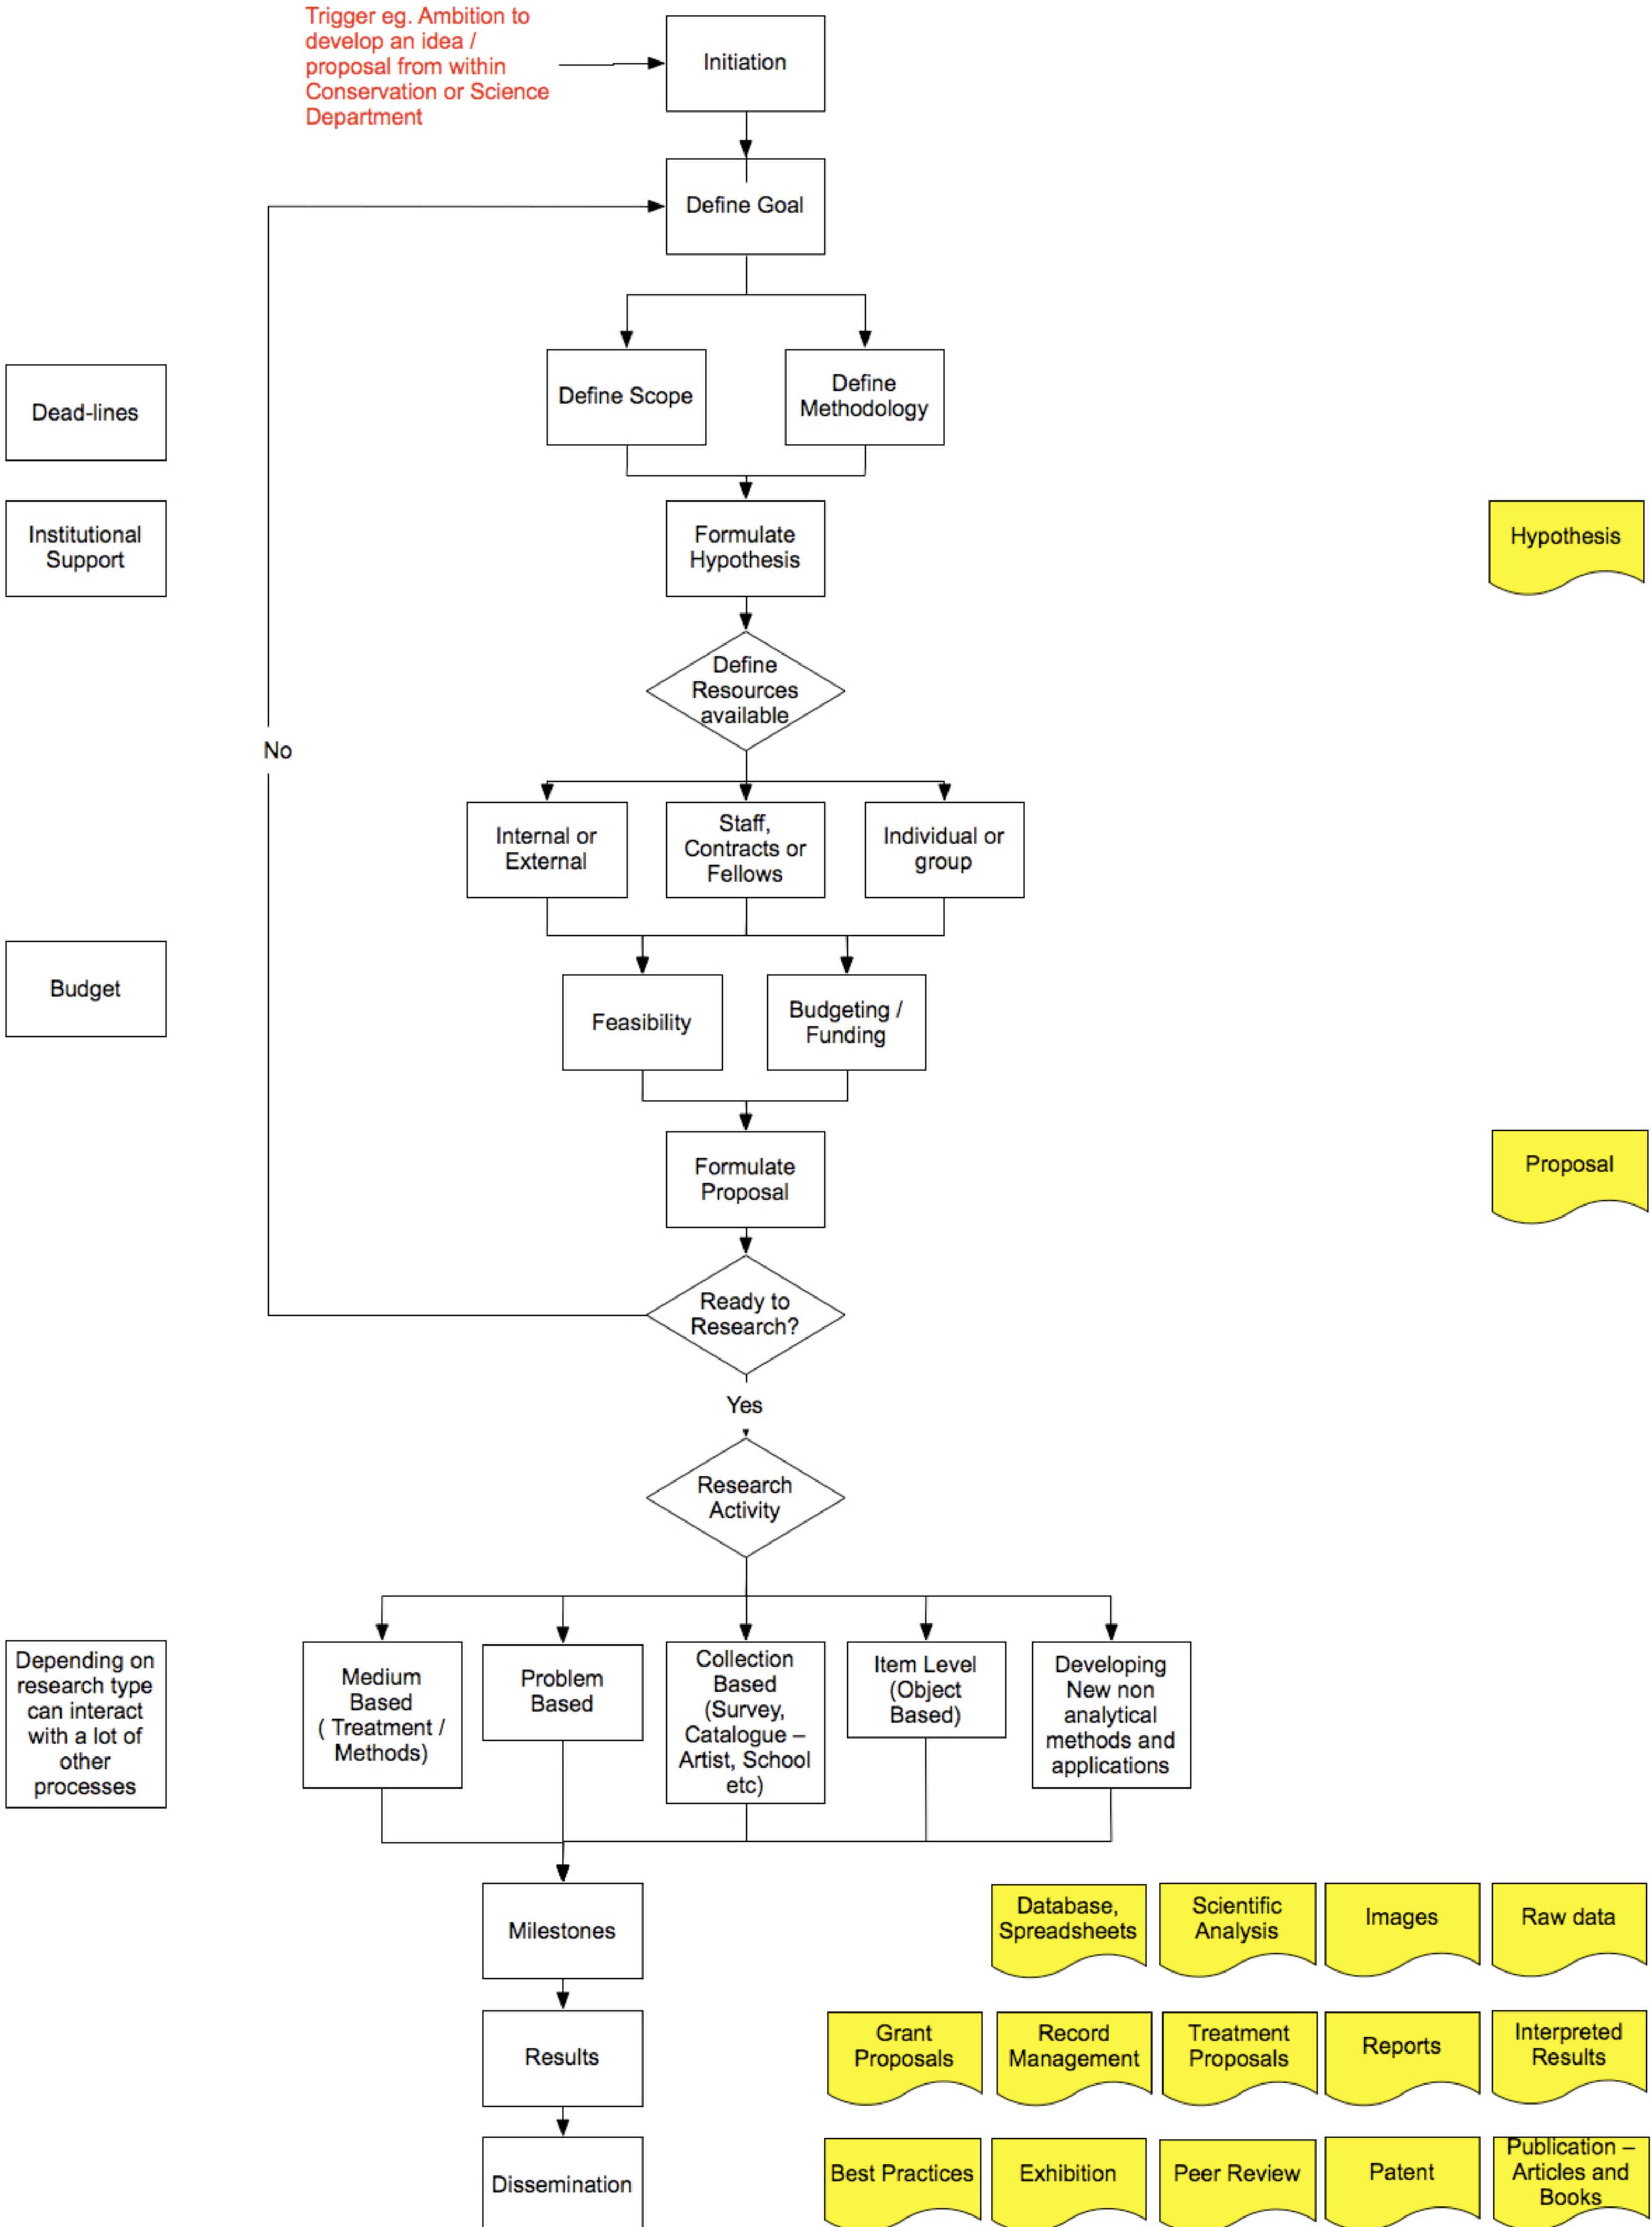 Trigger eg. Ambition to
develop an idea /
proposal from within
Conservation or Science
Department
Initiation
Define Goal
Define Scope
Define
Methodology
Dead-lines
Institutional
Support
Formulate
Hypothesis
Hypothesis
Define
Resources
available
No
Internal or
External
Staff,
Contracts or
Fellows
Individual or
group
Budget
Feasibility
Budgeting /
Funding
Formulate
Proposal
Proposal
Ready to
Research?
Yes
Research
Activity
Depending on
research type
can interact
with a lot of
other
processes
Medium
Based
( Treatment /
Methods)
Problem
Based
Collection
Based
(Survey,
Catalogue –
Artist, School
etc)
Item Level
(Object
Based)
Developing
New non
analytical
methods and
applications
Milestones
Database,
Spreadsheets
Scientific
Analysis
Images
Raw data
Results
Grant
Proposals
Record
Management
Treatment
Proposals
Reports
Interpreted
Results
Dissemination
Best Practices
Exhibition
Peer Review
Patent
Publication –
Articles and
Books